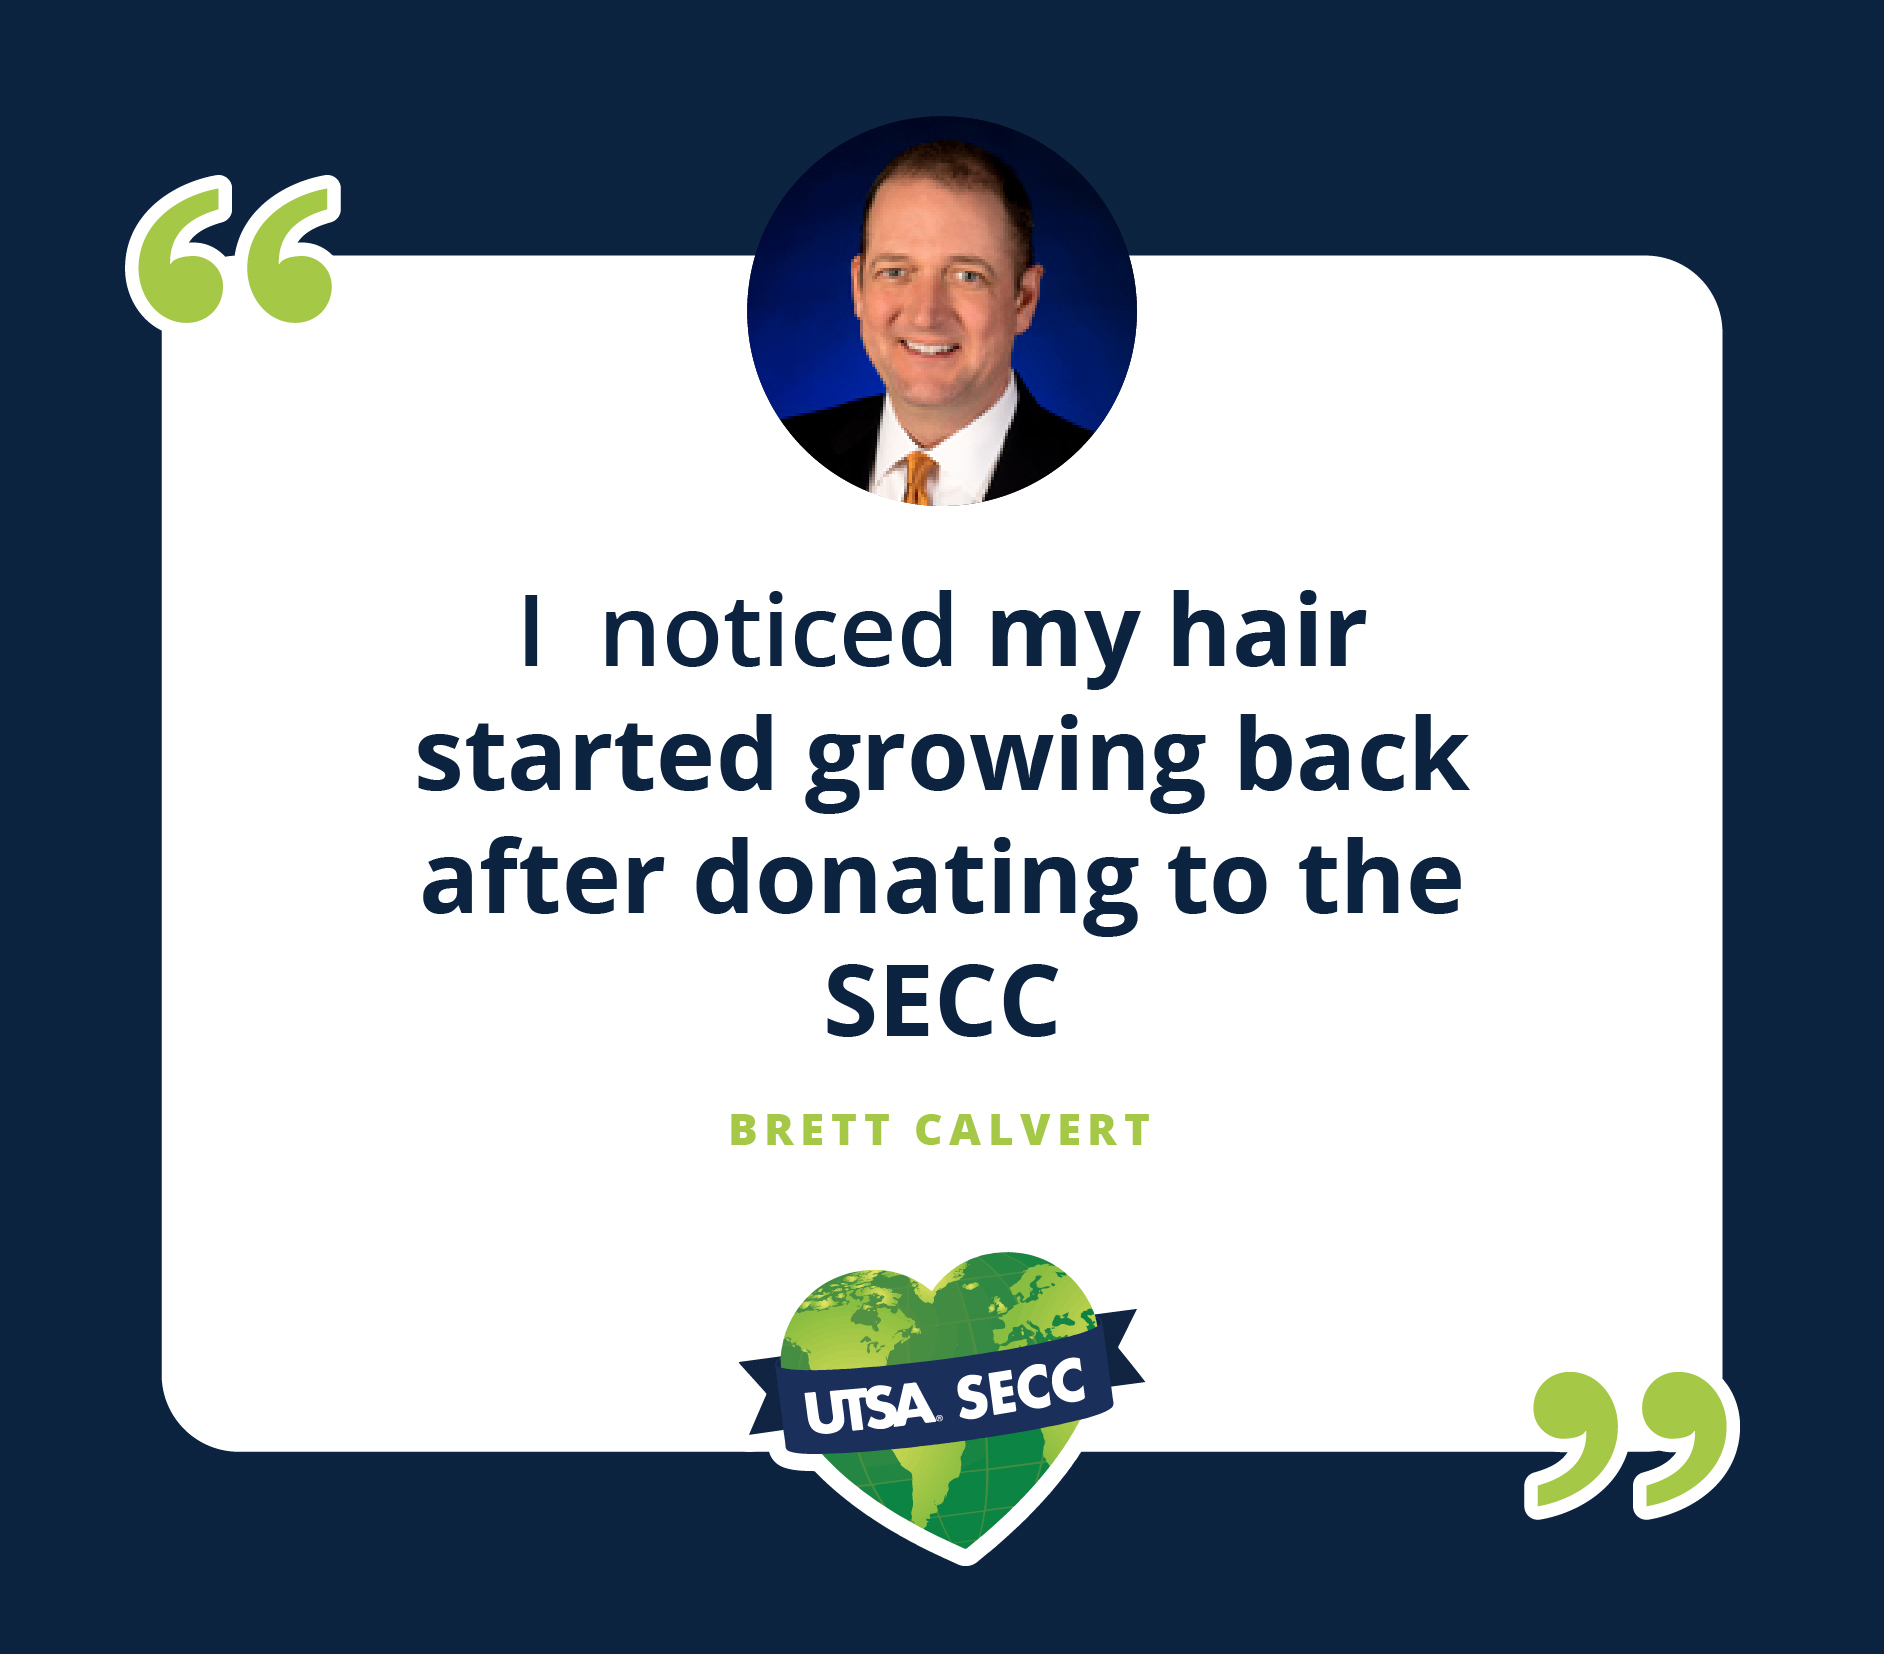 I  noticed my hair
started growing back
after donating to the
SECC
BRETT CALVERT
UTSA® SECC